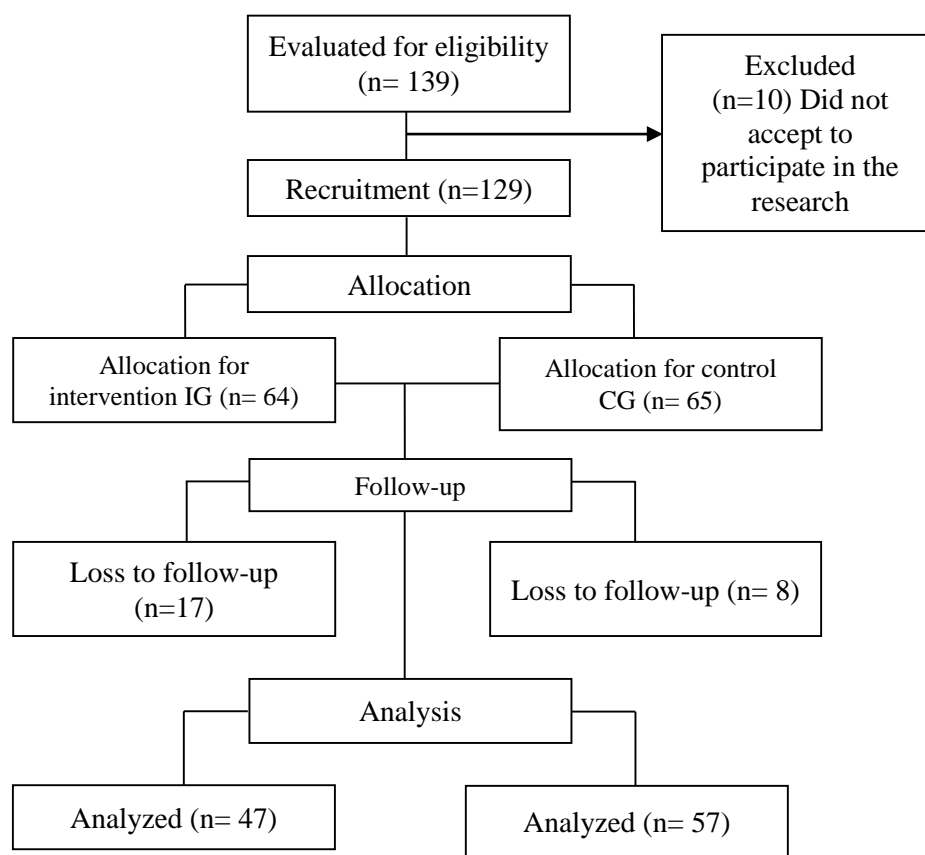 Evaluated for eligibility
(n= 139)
Excluded
(n=10) Did not
accept to
participate in the
research
Recruitment (n=129)
Allocation
Allocation for
intervention IG (n= 64)
Allocation for control
CG (n= 65)
Follow-up
Loss to follow-up
(n=17)
Loss to follow-up (n= 8)
Analysis
Analyzed (n= 47)
Analyzed (n= 57)